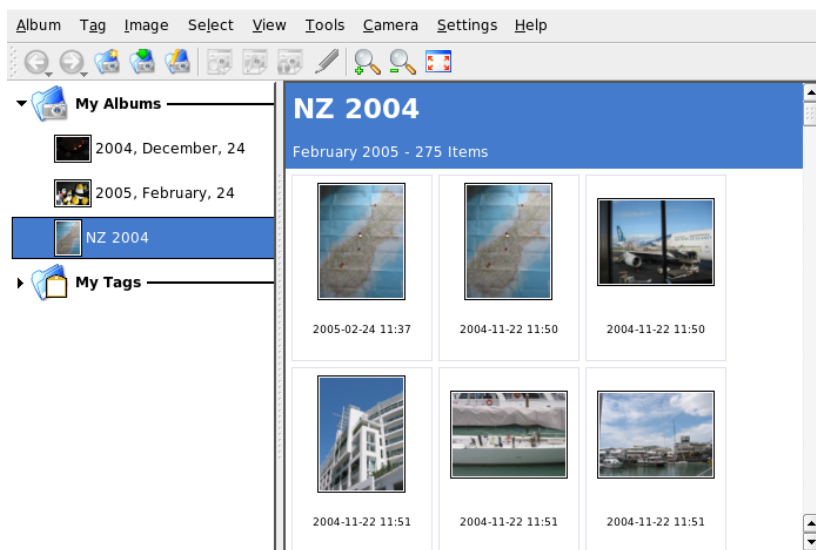 Album Tag Image Select View Tools Camera Settings Help
My Albums
2004, December, 24
2005, February, 24
NZ 2004
My Tags
NZ 2004
February 2005 - 275 Items
2005-02-24 11:37 2004-11-22 11:50 2004-11-22 11:50
2004-11-22 11:51 2004-11-22 11:51 2004-11-22 11:51